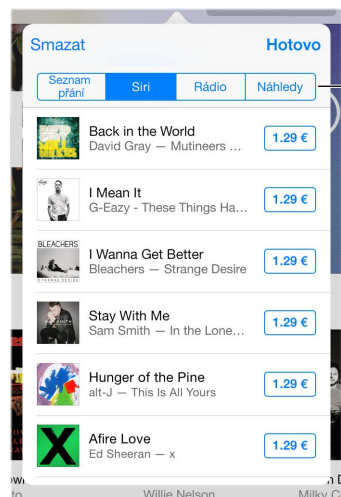 Smazat
Hotovo
Seznam
přání
Siri
Rádio
Náhledy
Back in the World
David Gray — Mutineers ...
1.29 €
I Mean It
G-Eazy - These Things Ha...
1.29 €
BLEACHERS
STRANGE DESIRE
I Wanna Get Better
Bleachers — Strange Desire
1.29 €
Stay With Me
Sam Smith — In the Lone...
1.29 €
Hunger of the Pine
alt-J — This Is All Yours
1.29 €
Afire Love
Ed Sheeran — x
1.29 €
Willie Nelson
Milky C